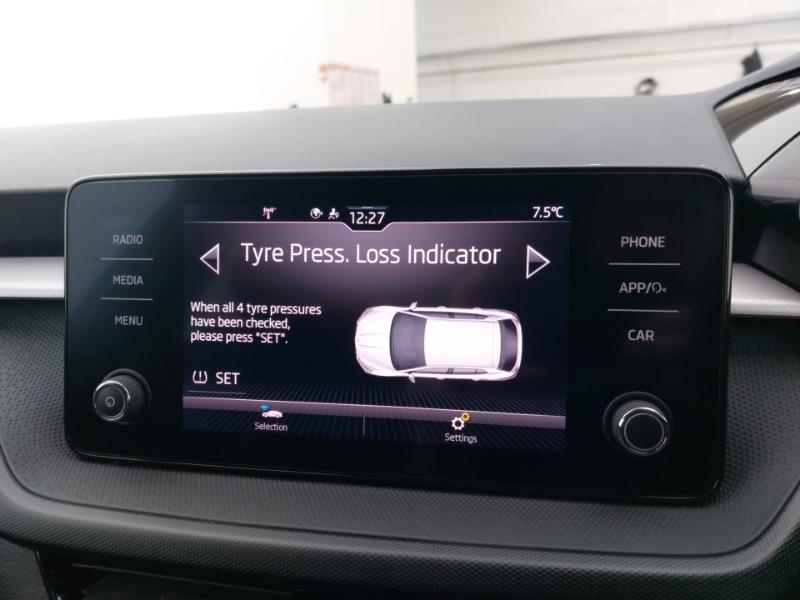 12:27
7.5°C
RADIO
MEDIA
MENU
Tyre Press. Loss Indicator
When all 4 tyre pressures
have been checked,
please press "SET".
SET
Selection
Settings
PHONE
APP/
CAR